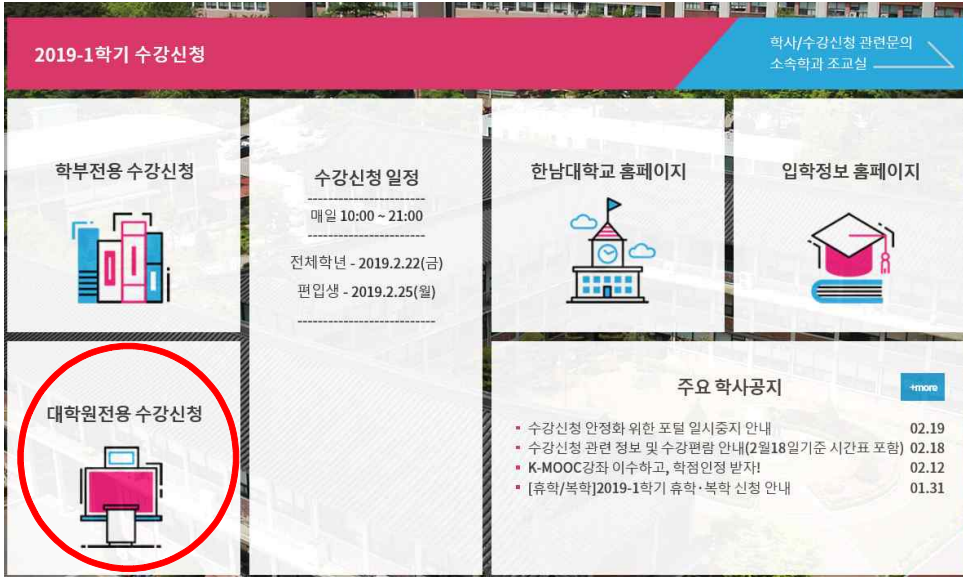 2019-1학기 수강신청
학사/수강신청 관련문의
소속학과 조교실
학부전용 수강신청
수강신청 일정
매일 10:00 ~ 21:00
전체학년 - 2019.2.22(금)
편입생 - 2019.2.25(월)
한남대학교 홈페이지
입학정보 홈페이지
대학원전용 수강신청
주요 학사공지
+more
수강신청 안정화 위한 포털 일시중지 안내 02.19
수강신청 관련 정보 및 수강편람 안내(2월18일기준 시간표 포함) 02.18
K-MOOC강좌 이수하고, 학점인정 받자! 02.12
[휴학/복학]2019-1학기 휴학·복학 신청 안내 01.31